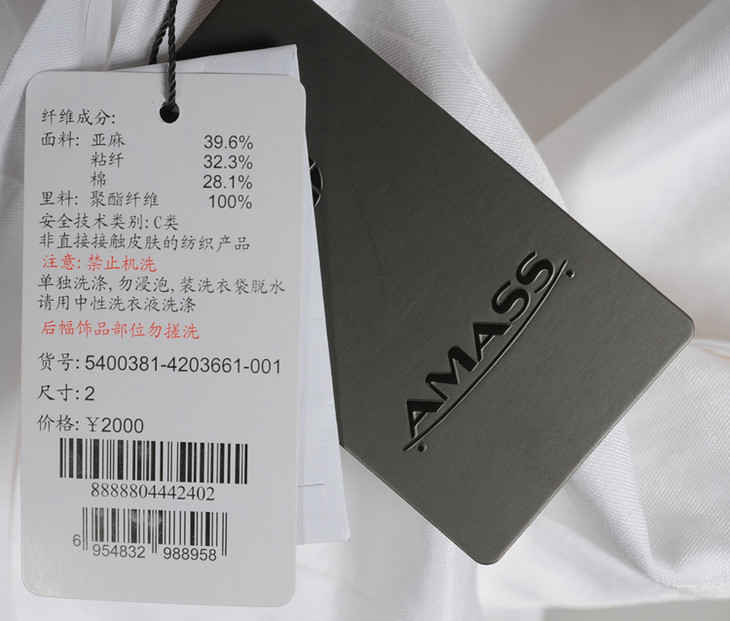 纤维成分:
面料: 亚麻 39.6%
粘纤 32.3%
棉 28.1%
里料: 聚酯纤维 100%
安全技术类别:C类
非直接接触皮肤的纺织产品
注意: 禁止机洗
单独洗涤,勿浸泡,装洗衣袋脱水
请用中性洗衣液洗涤
后幅饰品部位勿搓洗
货号: 5400381-4203661-001
尺寸: 2
价格: ¥2000
8888804442402
6 954832 988958
AMASS